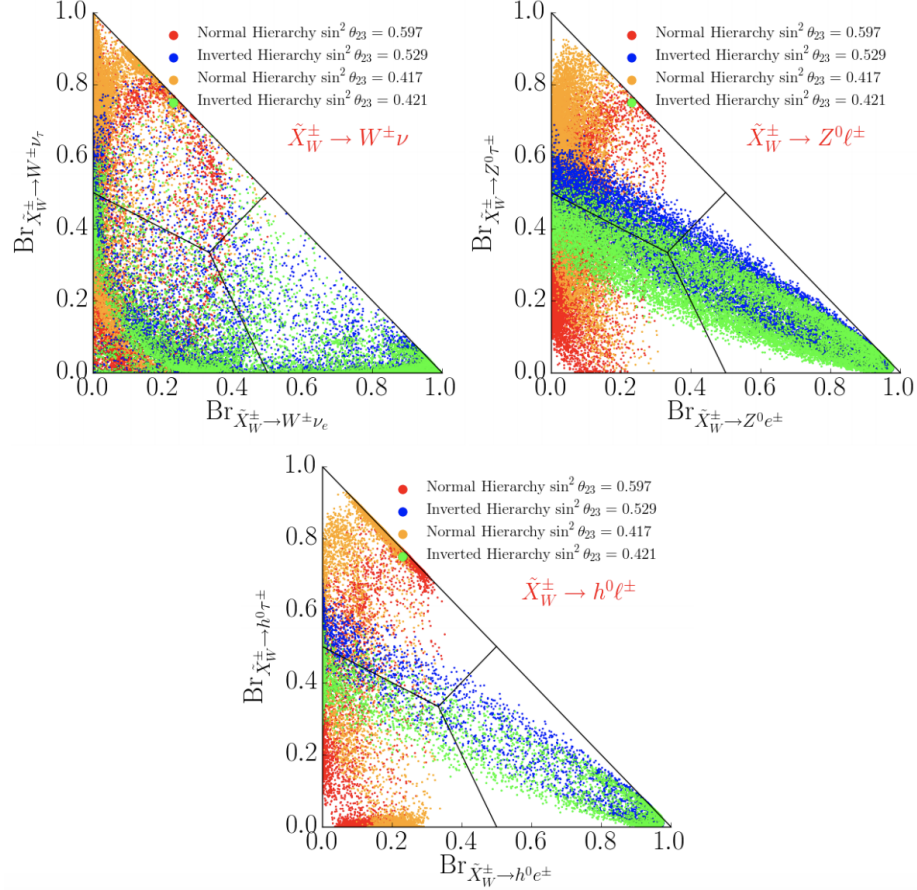 1.0
0.8
0.6
0.4
0.2
0.0
Br X̃±W→W±ντ
Normal Hierarchy sin² θ23 = 0.597
Inverted Hierarchy sin² θ23 = 0.529
Normal Hierarchy sin² θ23 = 0.417
Inverted Hierarchy sin² θ23 = 0.421
X̃±W → W±ν
0.0 0.2 0.4 0.6 0.8 1.0
Br X̃±W→W±νe
1.0
0.8
0.6
0.4
0.2
0.0
Br X̃±W→Z⁰τ±
Normal Hierarchy sin² θ23 = 0.597
Inverted Hierarchy sin² θ23 = 0.529
Normal Hierarchy sin² θ23 = 0.417
Inverted Hierarchy sin² θ23 = 0.421
X̃±W → Z⁰ℓ±
0.0 0.2 0.4 0.6 0.8 1.0
Br X̃±W→Z⁰e±
1.0
0.8
0.6
0.4
0.2
0.0
Br X̃±W→h⁰τ±
Normal Hierarchy sin² θ23 = 0.597
Inverted Hierarchy sin² θ23 = 0.529
Normal Hierarchy sin² θ23 = 0.417
Inverted Hierarchy sin² θ23 = 0.421
X̃±W → h⁰ℓ±
0.0 0.2 0.4 0.6 0.8 1.0
Br X̃±W→h⁰e±